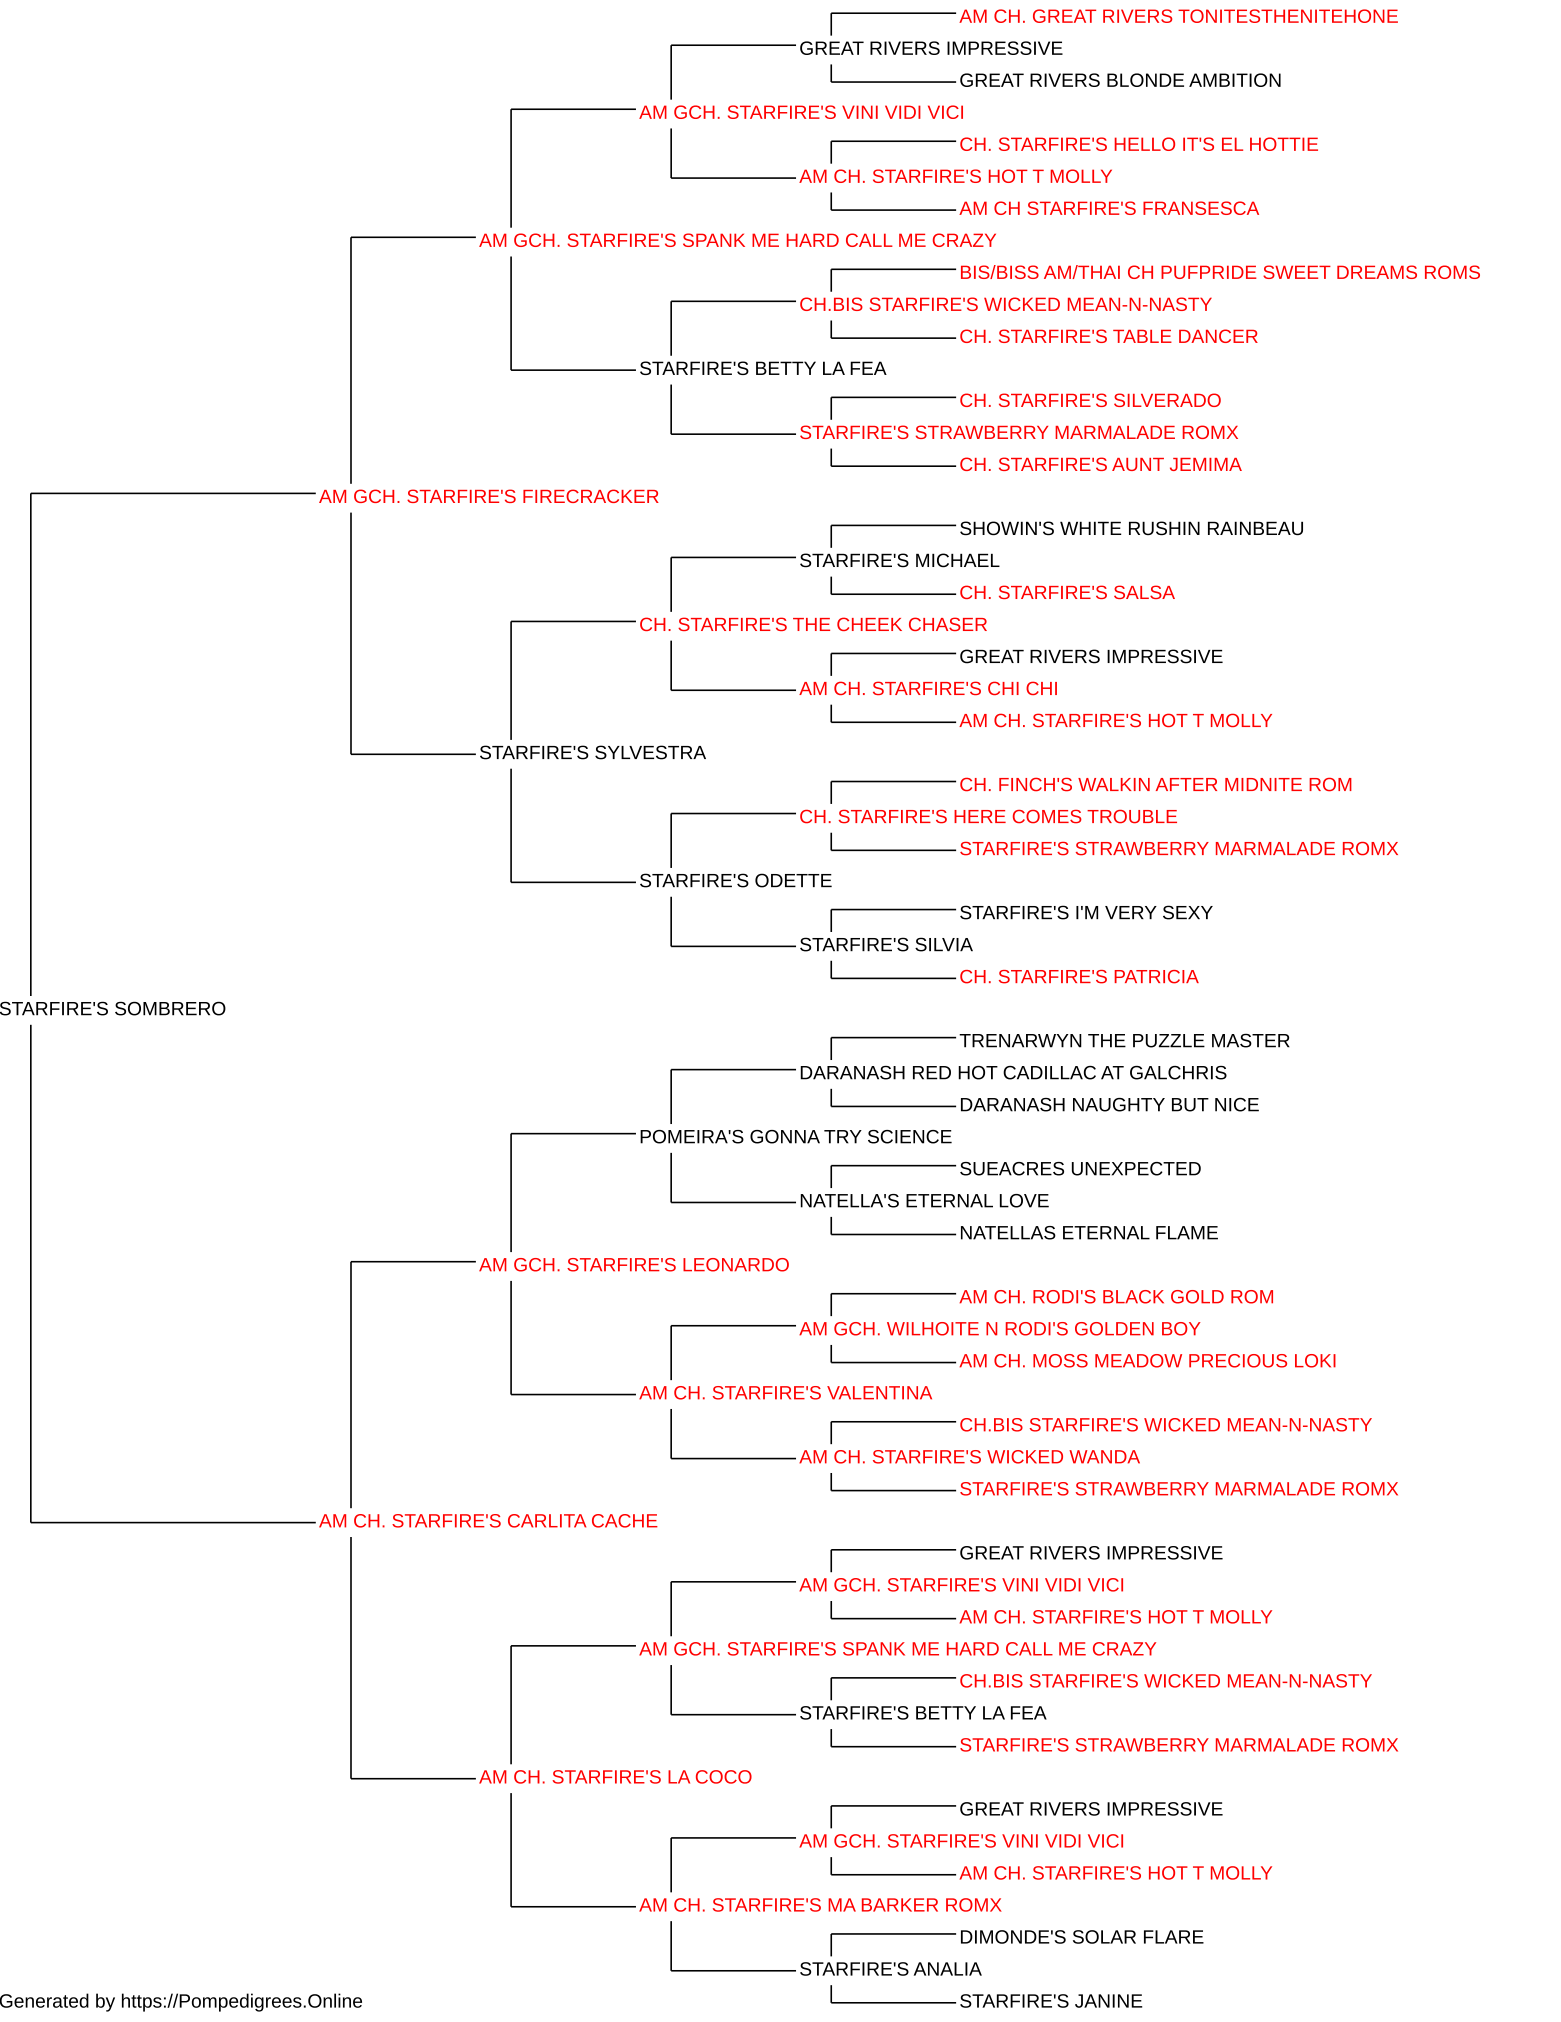 AM CH. GREAT RIVERS TONITESTHENITEHONE
GREAT RIVERS IMPRESSIVE
GREAT RIVERS BLONDE AMBITION
AM GCH. STARFIRE'S VINI VIDI VICI
CH. STARFIRE'S HELLO IT'S EL HOTTIE
AM CH. STARFIRE'S HOT T MOLLY
AM CH STARFIRE'S FRANSESCA
AM GCH. STARFIRE'S SPANK ME HARD CALL ME CRAZY
BIS/BISS AM/THAI CH PUFPRIDE SWEET DREAMS ROMS
CH.BIS STARFIRE'S WICKED MEAN-N-NASTY
CH. STARFIRE'S TABLE DANCER
STARFIRE'S BETTY LA FEA
CH. STARFIRE'S SILVERADO
STARFIRE'S STRAWBERRY MARMALADE ROMX
CH. STARFIRE'S AUNT JEMIMA
AM GCH. STARFIRE'S FIRECRACKER
SHOWIN'S WHITE RUSHIN RAINBEAU
STARFIRE'S MICHAEL
CH. STARFIRE'S SALSA
CH. STARFIRE'S THE CHEEK CHASER
GREAT RIVERS IMPRESSIVE
AM CH. STARFIRE'S CHI CHI
AM CH. STARFIRE'S HOT T MOLLY
STARFIRE'S SYLVESTRA
CH. FINCH'S WALKIN AFTER MIDNITE ROM
CH. STARFIRE'S HERE COMES TROUBLE
STARFIRE'S STRAWBERRY MARMALADE ROMX
STARFIRE'S ODETTE
STARFIRE'S I'M VERY SEXY
STARFIRE'S SILVIA
CH. STARFIRE'S PATRICIA
STARFIRE'S SOMBRERO
TRENARWYN THE PUZZLE MASTER
DARANASH RED HOT CADILLAC AT GALCHRIS
DARANASH NAUGHTY BUT NICE
POMEIRA'S GONNA TRY SCIENCE
SUEACRES UNEXPECTED
NATELLA'S ETERNAL LOVE
NATELLAS ETERNAL FLAME
AM GCH. STARFIRE'S LEONARDO
AM CH. RODI'S BLACK GOLD ROM
AM GCH. WILHOITE N RODI'S GOLDEN BOY
AM CH. MOSS MEADOW PRECIOUS LOKI
AM CH. STARFIRE'S VALENTINA
CH.BIS STARFIRE'S WICKED MEAN-N-NASTY
AM CH. STARFIRE'S WICKED WANDA
STARFIRE'S STRAWBERRY MARMALADE ROMX
AM CH. STARFIRE'S CARLITA CACHE
GREAT RIVERS IMPRESSIVE
AM GCH. STARFIRE'S VINI VIDI VICI
AM CH. STARFIRE'S HOT T MOLLY
AM GCH. STARFIRE'S SPANK ME HARD CALL ME CRAZY
CH.BIS STARFIRE'S WICKED MEAN-N-NASTY
STARFIRE'S BETTY LA FEA
STARFIRE'S STRAWBERRY MARMALADE ROMX
AM CH. STARFIRE'S LA COCO
GREAT RIVERS IMPRESSIVE
AM GCH. STARFIRE'S VINI VIDI VICI
AM CH. STARFIRE'S HOT T MOLLY
AM CH. STARFIRE'S MA BARKER ROMX
DIMONDE'S SOLAR FLARE
STARFIRE'S ANALIA
STARFIRE'S JANINE
Generated by https://Pompedigrees.Online